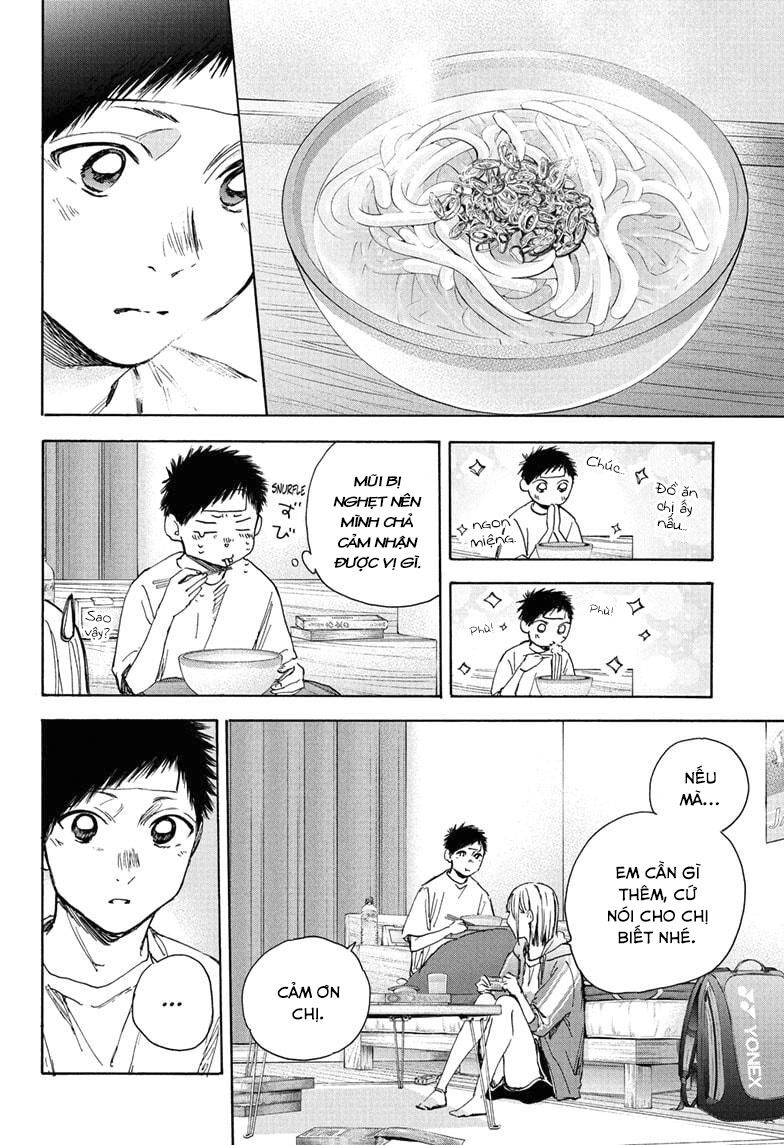 Chúc...
Đồ ăn
chị ấy
nấu...
ngon
miệng.
Phù!
Phù!
MŨI BỊ
NGHẸT NÊN
MÌNH CHẢ
CẢM NHẬN
ĐƯỢC VỊ GÌ.
SNURFLE
ずび
Sao
vậy?
NẾU
MÀ...
EM CẦN GÌ
THÊM, CỨ
NÓI CHO CHỊ
BIẾT NHÉ.
CẢM ƠN
CHỊ.
YONEX
...